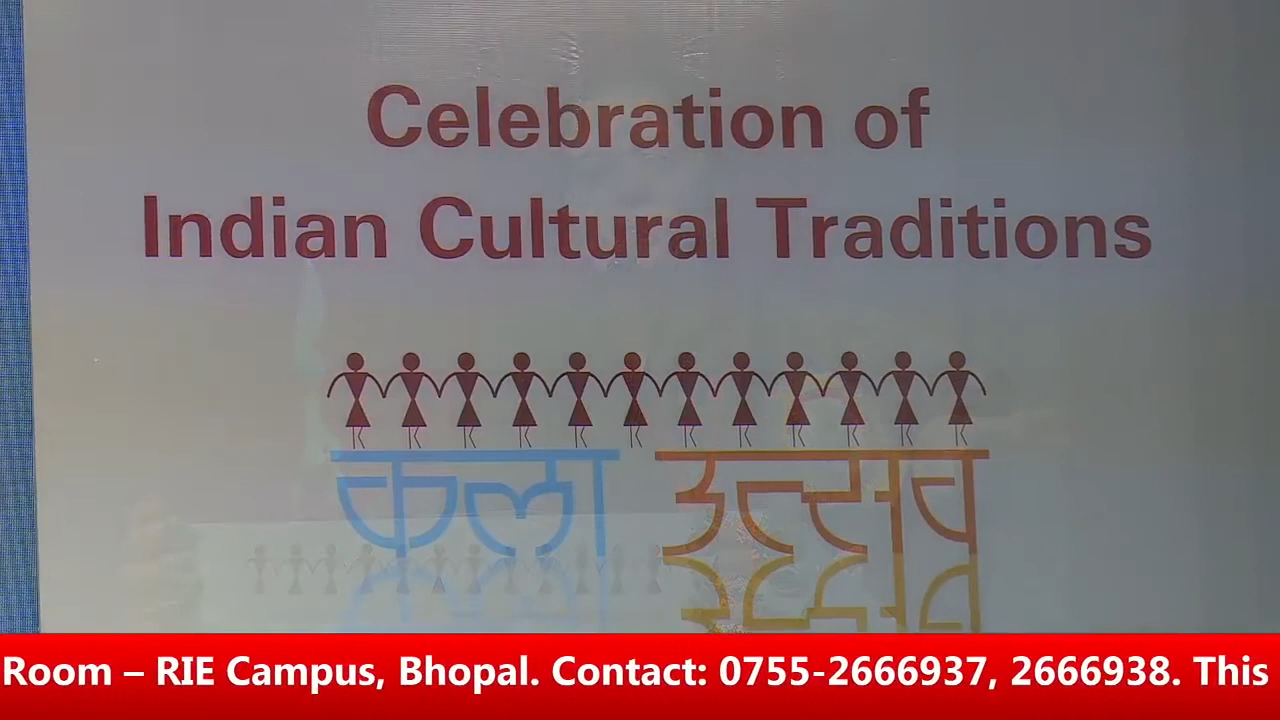 Celebration of
Indian Cultural Traditions
कला उत्सव
Room – RIE Campus, Bhopal. Contact: 0755-2666937, 2666938. This